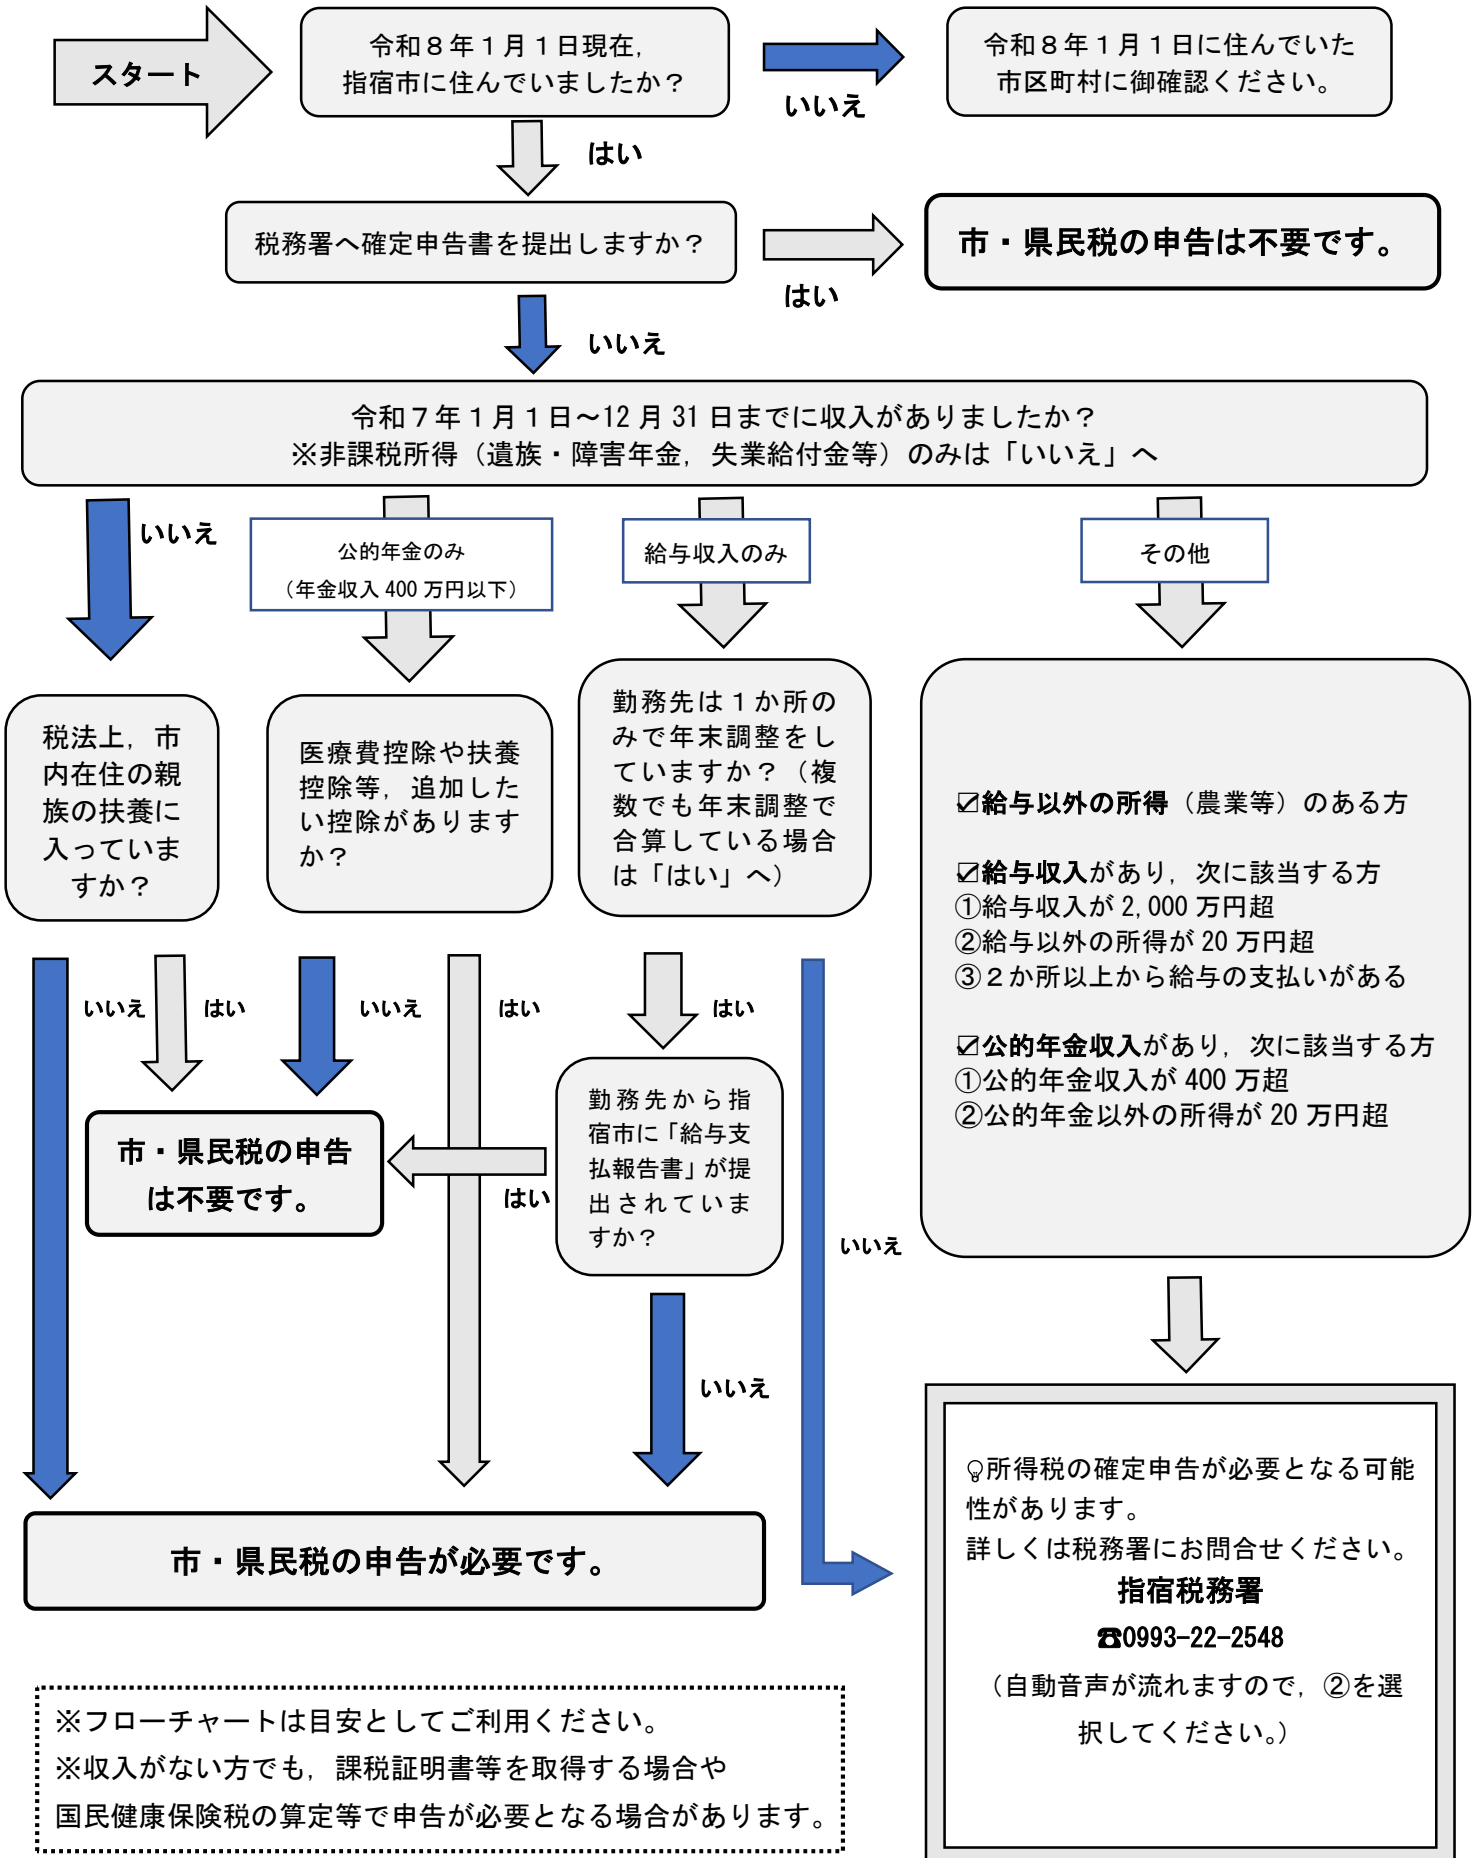 スタート
令和８年１月１日現在，
指宿市に住んでいましたか？
いいえ
令和８年１月１日に住んでいた
市区町村に御確認ください。
はい
税務署へ確定申告書を提出しますか？
はい
市・県民税の申告は不要です。
いいえ
令和７年１月１日～12月31日までに収入がありましたか？
※非課税所得（遺族・障害年金，失業給付金等）のみは「いいえ」へ
いいえ
公的年金のみ
（年金収入400万円以下）
給与収入のみ
その他
税法上，市
内在住の親
族の扶養に
入っていま
すか？
医療費控除や扶養
控除等，追加した
い控除があります
か？
勤務先は１か所の
みで年末調整をし
ていますか？（複
数でも年末調整で
合算している場合
は「はい」へ）
☑給与以外の所得（農業等）のある方
☑給与収入があり，次に該当する方
①給与収入が2,000万円超
②給与以外の所得が20万円超
③２か所以上から給与の支払いがある
☑公的年金収入があり，次に該当する方
①公的年金収入が400万超
②公的年金以外の所得が20万円超
いいえ
はい
いいえ
はい
はい
市・県民税の申告
は不要です。
はい
勤務先から指
宿市に「給与支
払報告書」が提
出されていま
すか？
いいえ
いいえ
市・県民税の申告が必要です。
所得税の確定申告が必要となる可能
性があります。
詳しくは税務署にお問合せください。
指宿税務署
☎0993-22-2548
（自動音声が流れますので，②を選
択してください。）
※フローチャートは目安としてご利用ください。
※収入がない方でも，課税証明書等を取得する場合や
国民健康保険税の算定等で申告が必要となる場合があります。